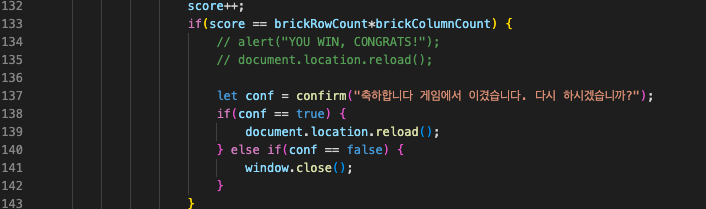 132 score++;
133 if(score == brickRowCount*brickColumnCount) {
134 // alert("YOU WIN, CONGRATS!");
135 // document.location.reload();
136
137 let conf = confirm("축하합니다 게임에서 이겼습니다. 다시 하시겠습니까?");
138 if(conf == true) {
139 document.location.reload();
140 } else if(conf == false) {
141 window.close();
142 }
143 }